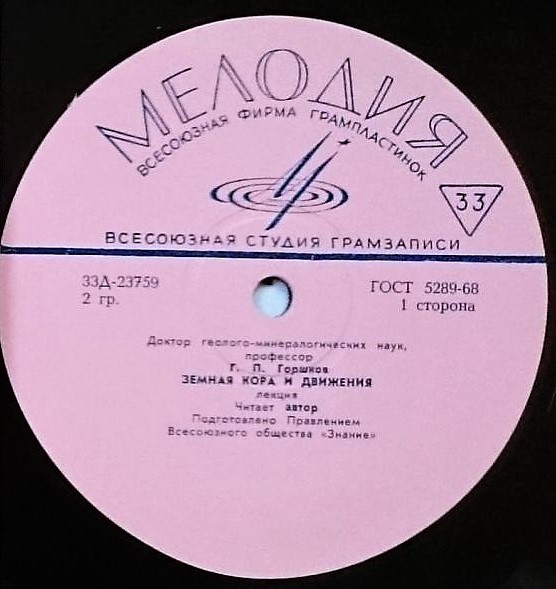 МЕЛОДИЯ
ВСЕСОЮЗНАЯ ФИРМА ГРАМПЛАСТИНОК
33
ВСЕСОЮЗНАЯ СТУДИЯ ГРАМЗАПИСИ
33Д-23759
ГОСТ 5289-68
2 гр.
1 сторона
Доктор геолого-минералогических наук,
профессор
Г. П. Горшков
ЗЕМНАЯ КОРА И ДВИЖЕНИЯ
лекция
Читает автор
Подготовлено Правлением
Всесоюзного общества «Знание»